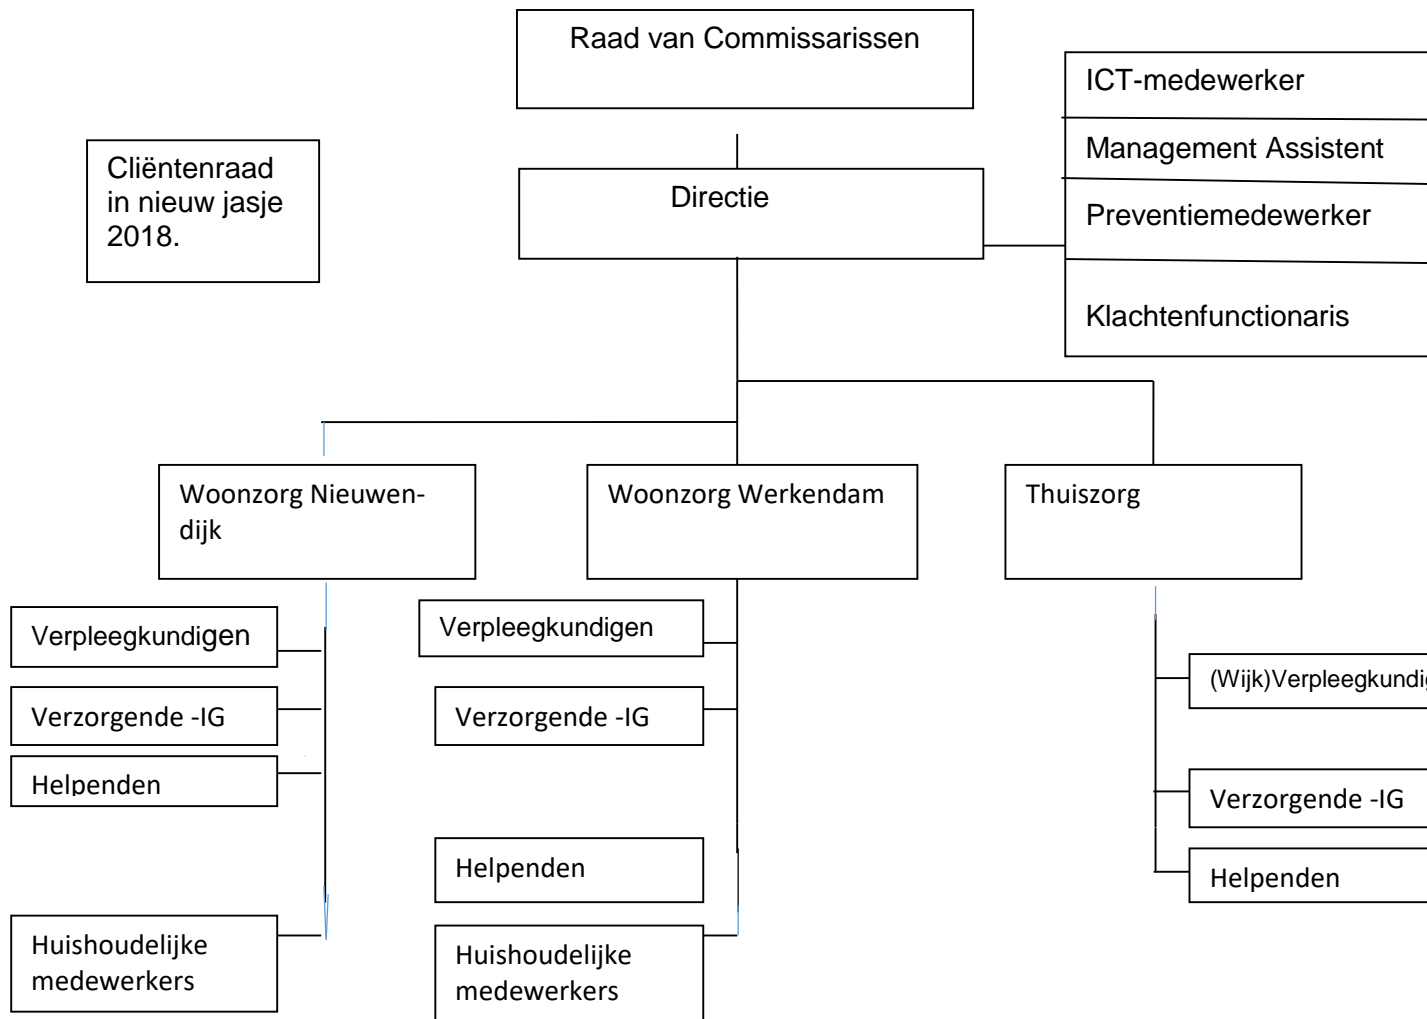 Raad van Commissarissen
ICT-medewerker
Management Assistent
Preventiemedewerker
Klachtenfunctionaris
Cliëntenraad
in nieuw jasje
2018.
Directie
Woonzorg Nieuwen-
dijk
Woonzorg Werkendam
Thuiszorg
Verpleegkundigen
Verzorgende -IG
Helpenden
Huishoudelijke
medewerkers
Verpleegkundigen
Verzorgende -IG
Helpenden
Huishoudelijke
medewerkers
Verzorgende -IG
Helpenden